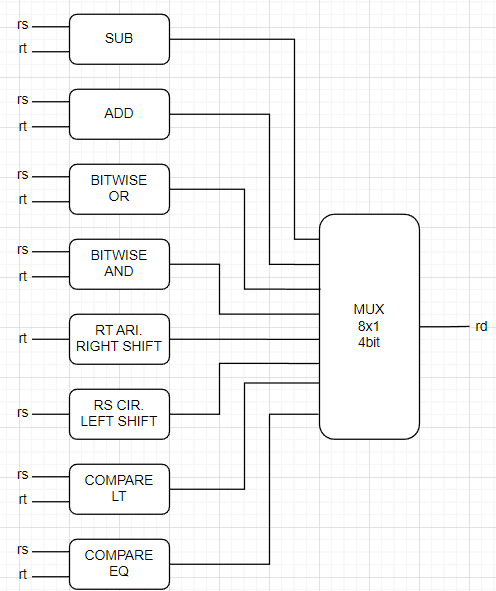 rs
rt
SUB
rs
rt
ADD
rs
rt
BITWISE
OR
rs
rt
BITWISE
AND
rt
RT ARI.
RIGHT SHIFT
rs
RS CIR.
LEFT SHIFT
rs
rt
COMPARE
LT
rs
rt
COMPARE
EQ
MUX
8x1
4bit
rd